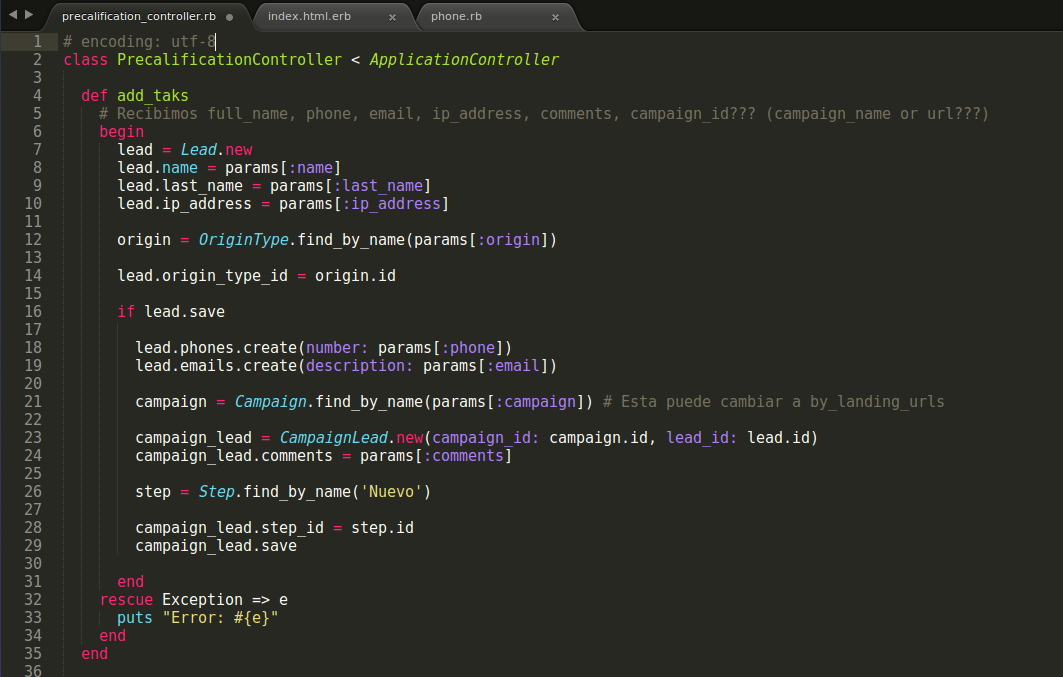 precalification_controller.rb
index.html.erb
phone.rb
1 # encoding: utf-8
2 class PrecalificationController < ApplicationController
3
4   def add_taks
5     # Recibimos full_name, phone, email, ip_address, comments, campaign_id??? (campaign_name or url???)
6     begin
7       lead = Lead.new
8       lead.name = params[:name]
9       lead.last_name = params[:last_name]
10       lead.ip_address = params[:ip_address]
11
12       origin = OriginType.find_by_name(params[:origin])
13
14       lead.origin_type_id = origin.id
15
16       if lead.save
17
18         lead.phones.create(number: params[:phone])
19         lead.emails.create(description: params[:email])
20
21         campaign = Campaign.find_by_name(params[:campaign]) # Esta puede cambiar a by_landing_urls
22
23         campaign_lead = CampaignLead.new(campaign_id: campaign.id, lead_id: lead.id)
24         campaign_lead.comments = params[:comments]
25
26         step = Step.find_by_name('Nuevo')
27
28         campaign_lead.step_id = step.id
29         campaign_lead.save
30
31       end
32     rescue Exception => e
33       puts "Error: #{e}"
34     end
35   end
36